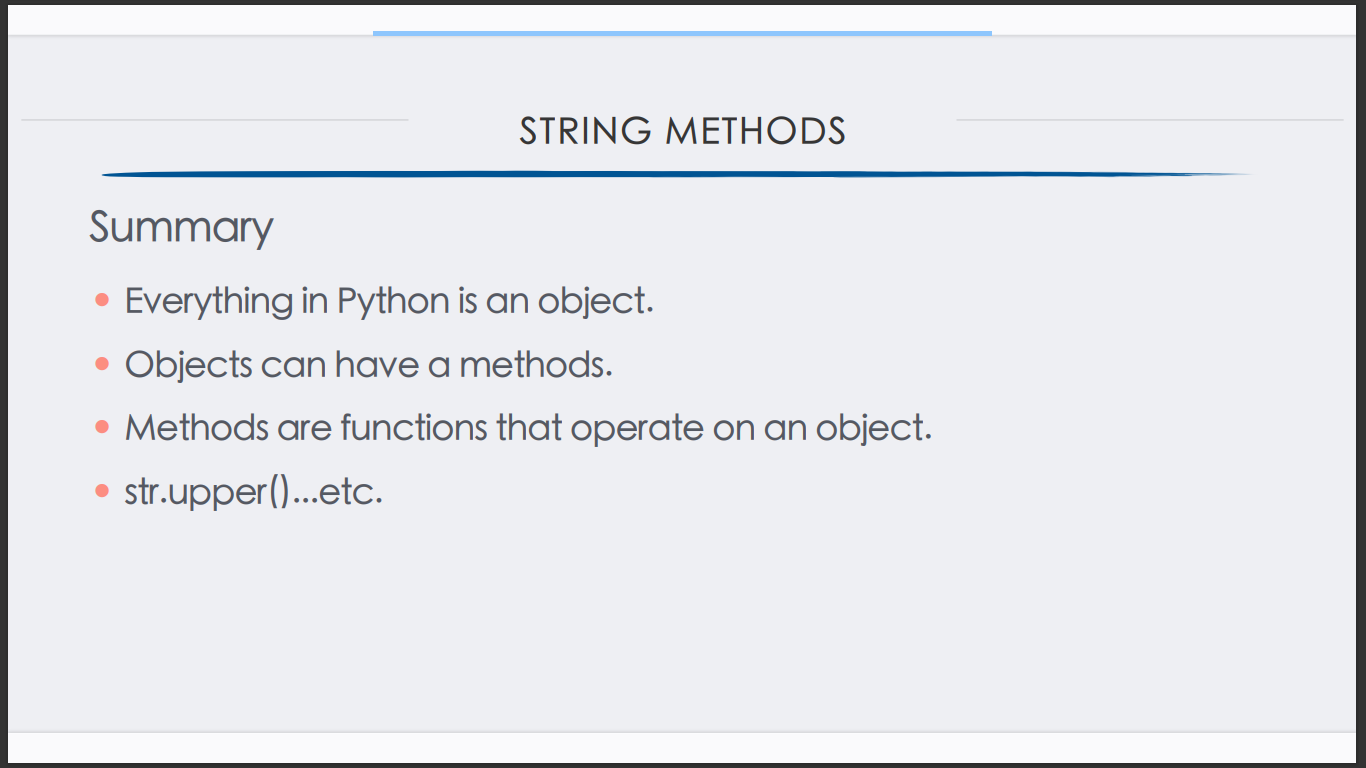 STRING METHODS
Summary
• Everything in Python is an object.
• Objects can have a methods.
• Methods are functions that operate on an object.
• str.upper()...etc.